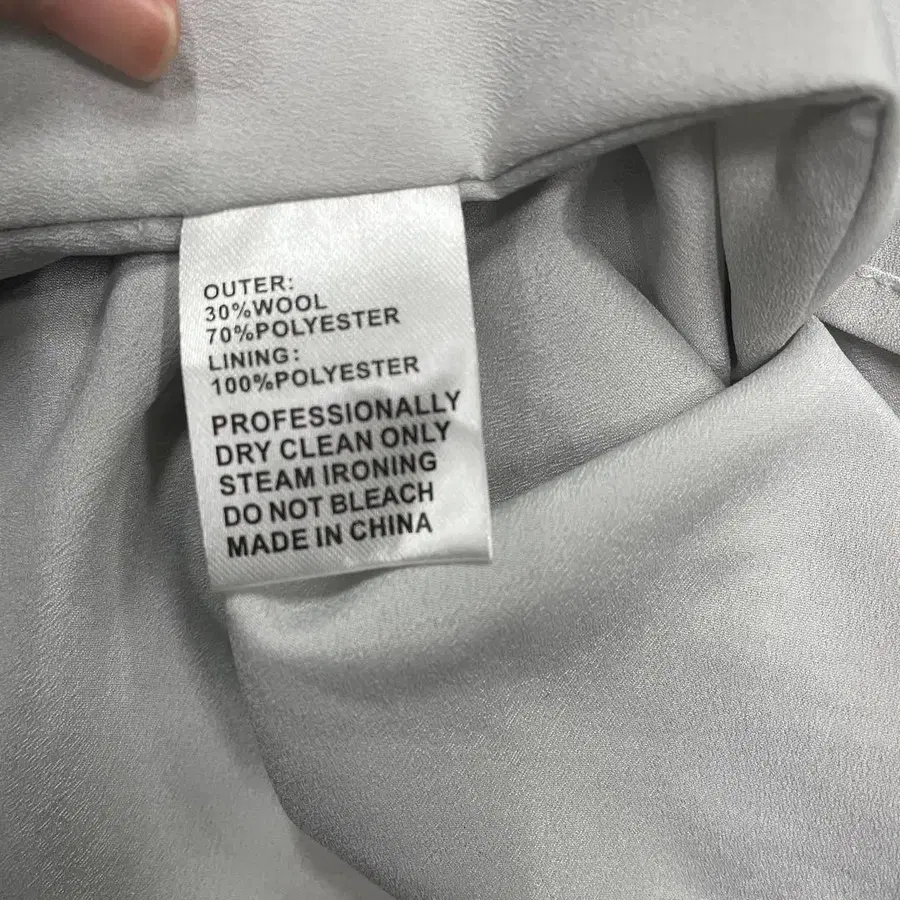 OUTER:
30%WOOL
70%POLYESTER
LINING:
100%POLYESTER
PROFESSIONALLY
DRY CLEAN ONLY
STEAM IRONING
DO NOT BLEACH
MADE IN CHINA